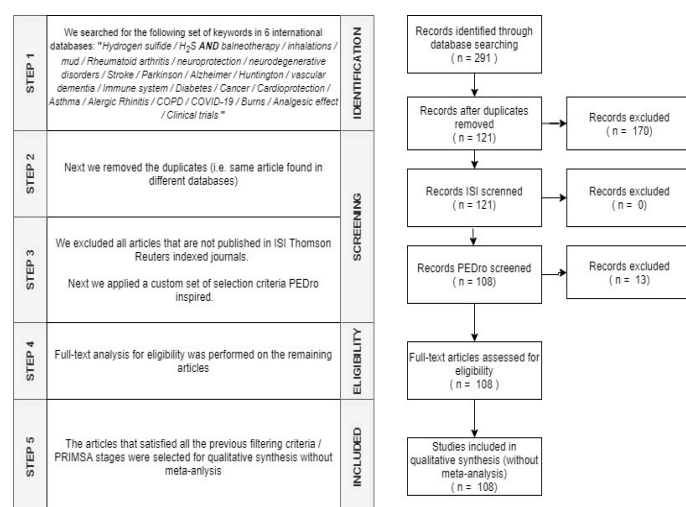 STEP 1
We searched for the following set of keywords in 6 international
databases: "Hydrogen sulfide / H₂S AND balneotherapy / inhalations /
mud / Rheumatoid arthritis / neuroprotection / neurodegenerative
disorders / Stroke / Parkinson / Alzheimer / Huntington / vascular
dementia / Immune system / Diabetes / Cancer / Cardioprotection /
Asthma / Alergic Rhinitis / COPD / COVID-19 / Burns / Analgesic effect
/ Clinical trials "
IDENTIFICATION
STEP 2
Next we removed the duplicates (i.e. same article found in
different databases)
SCREENING
STEP 3
We excluded all articles that are not published in ISI Thomson
Reuters indexed journals.
Next we applied a custom set of selection criteria PEDro
inspired.
STEP 4
Full-text analysis for eligibility was performed on the remaining
articles
ELIGIBILITY
STEP 5
The articles that satisfied all the previous filtering criteria /
PRIMSA stages were selected for qualitative synthesis without
meta-anlysis
INCLUDED
Records identified through
database searching
( n = 291)
Records after duplicates
removed
( n = 121)
Records excluded
( n = 170)
Records ISI screnned
( n = 121)
Records excluded
( n = 0)
Records PEDro screened
( n = 108)
Records excluded
( n = 13)
Full-text articles assessed for
eligibility
( n = 108 )
Studies included in
qualitative synthesis (without
meta-analysis)
( n = 108)